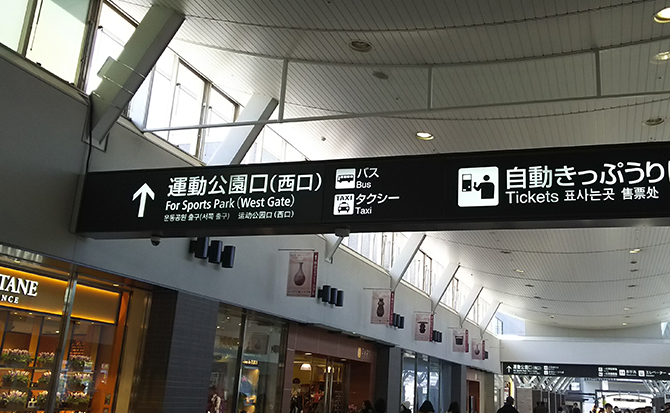 運動公園口(西口)
For Sports Park (West Gate)
운동공원 출구(서쪽 출구) 运动公园口(西口)
バス
Bus
TAXI
タクシー
Taxi
自動きっぷうり
Tickets 표사는곳 售票处
TANE
NCE